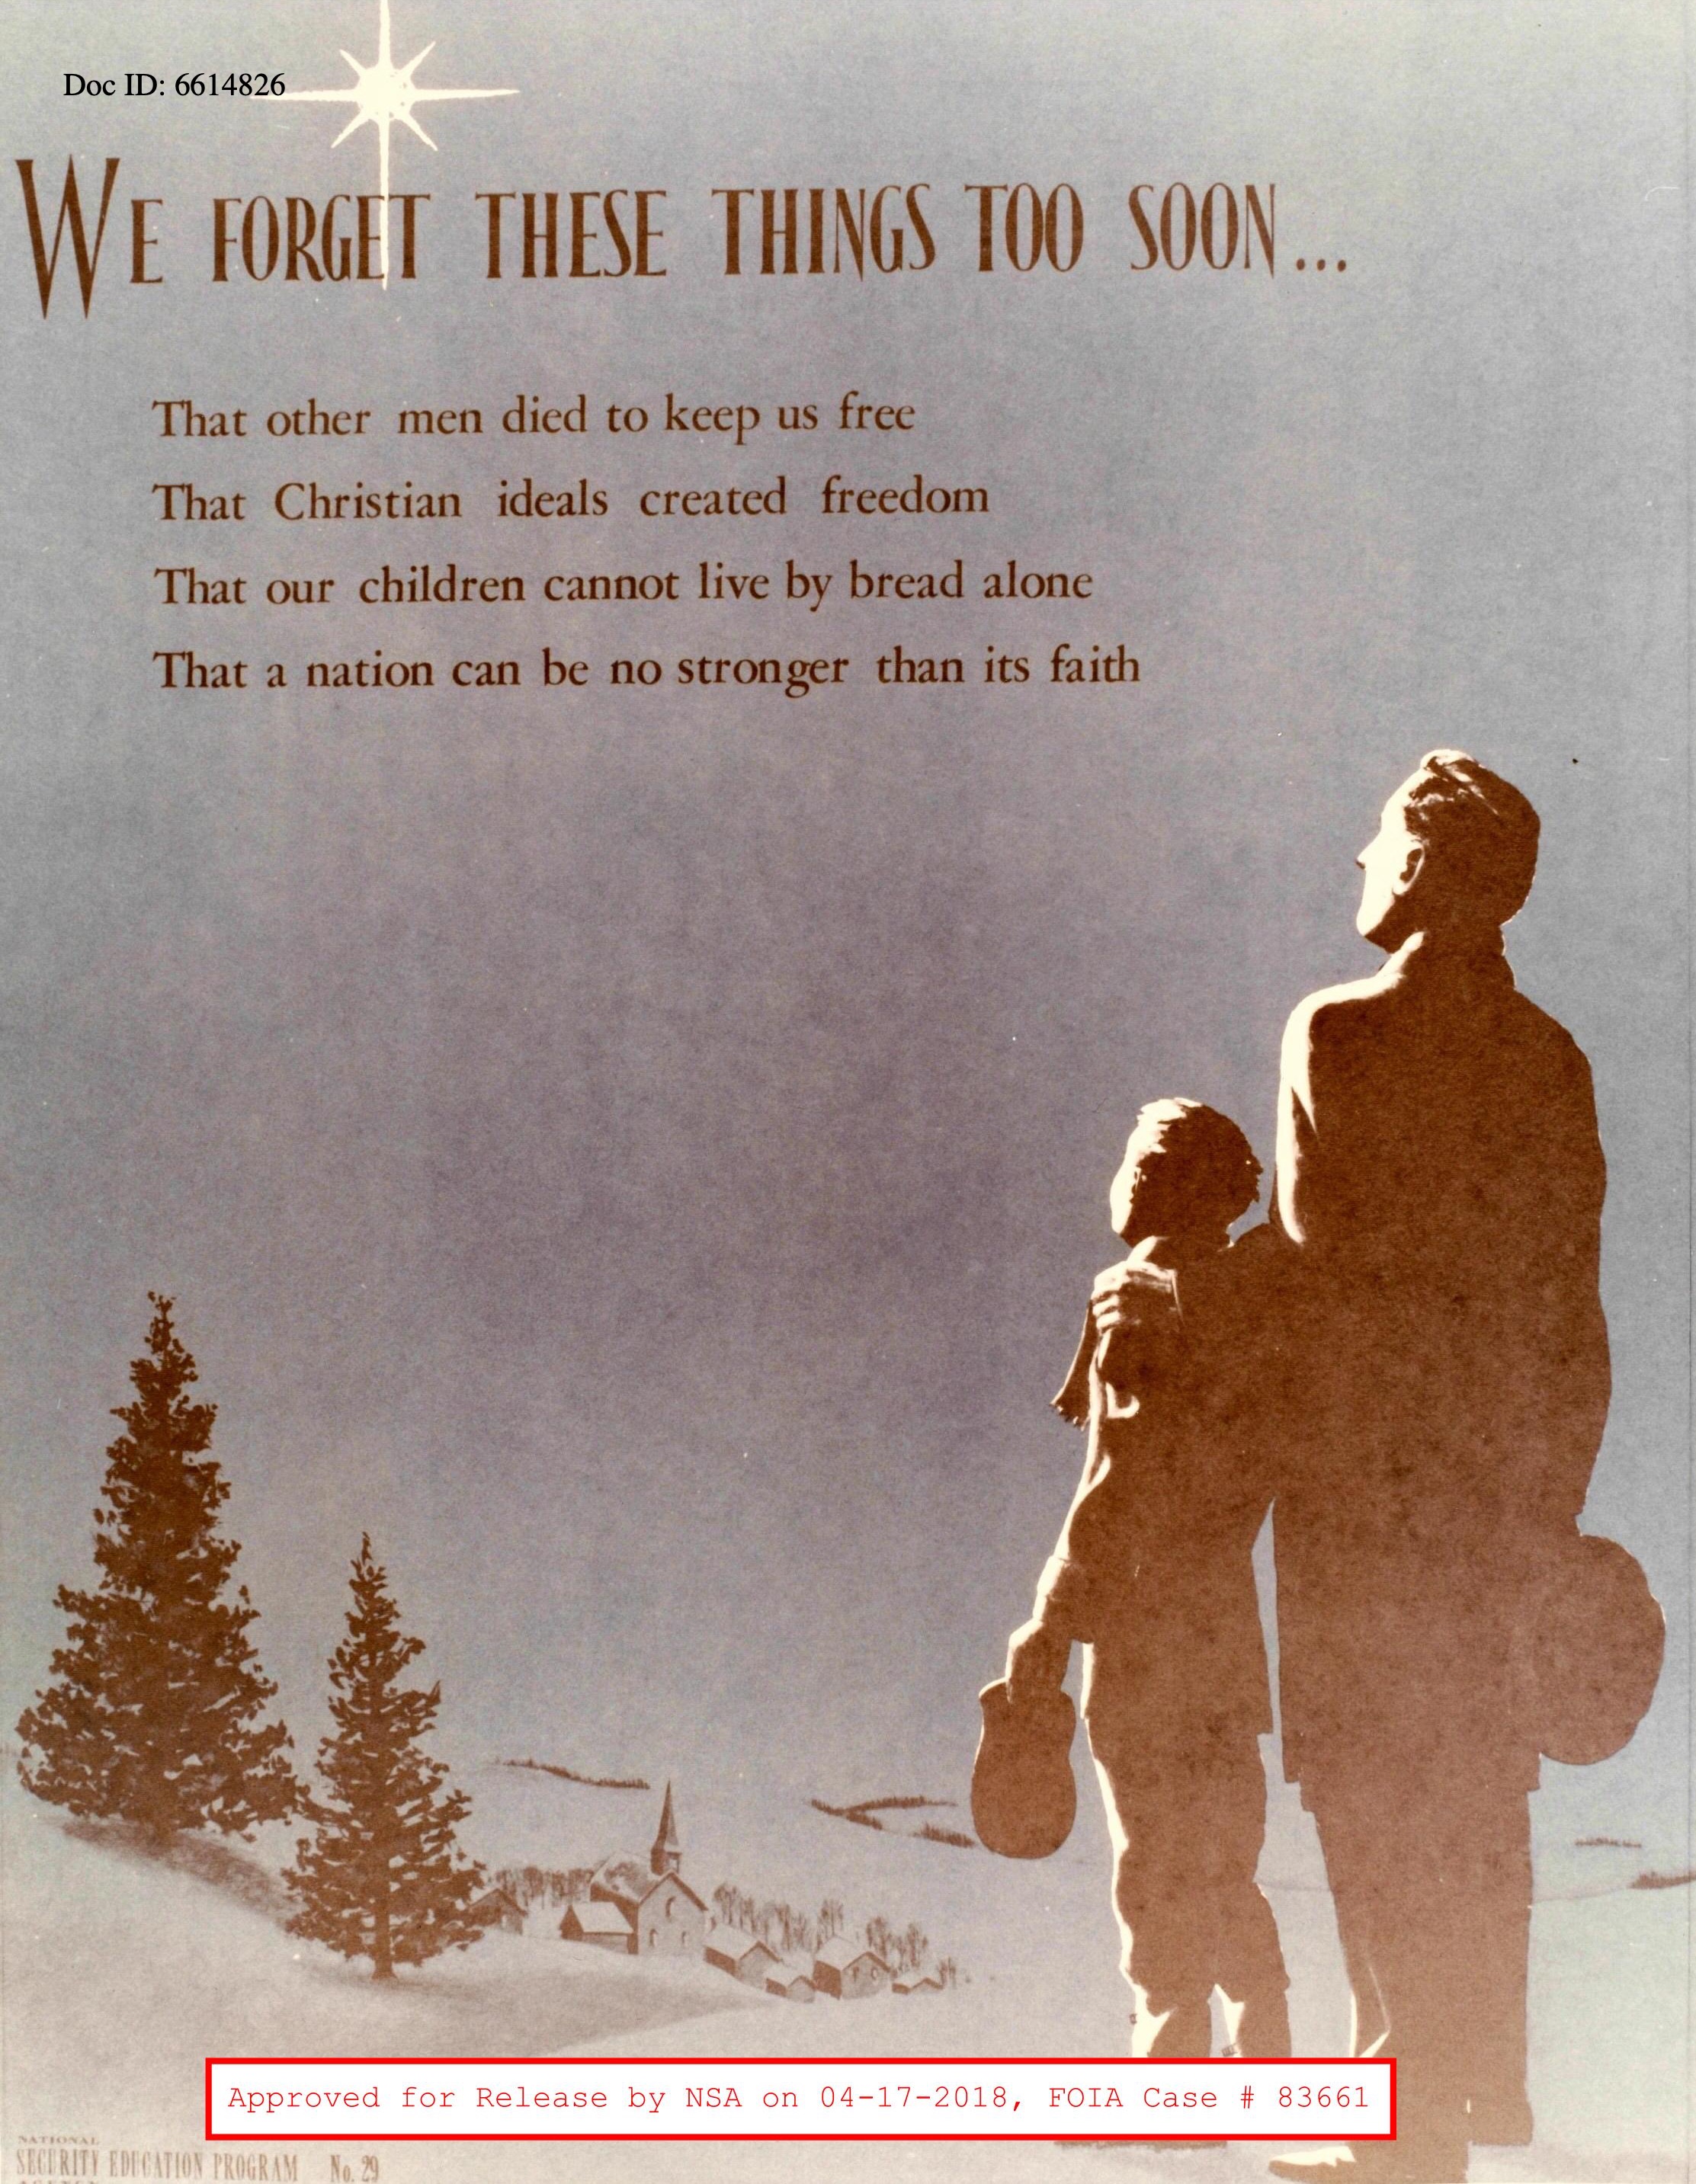 Doc ID: 6614826
WE FORGET THESE THINGS TOO SOON...
That other men died to keep us free
That Christian ideals created freedom
That our children cannot live by bread alone
That a nation can be no stronger than its faith
Approved for Release by NSA on 04-17-2018, FOIA Case # 83661
NATIONAL
SECURITY EDUCATION PROGRAM No. 29
AGENCY